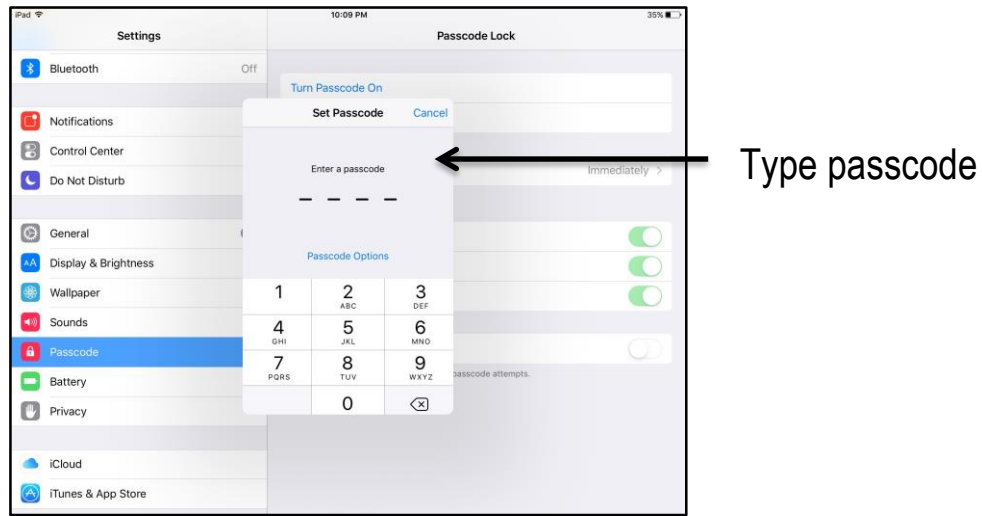 iPad 10:09 PM 35%
Settings Passcode Lock
Bluetooth Off
Turn Passcode On
Set Passcode Cancel
Notifications
Control Center
Enter a passcode
Immediately >
Type passcode
Do Not Disturb
General
Passcode Options
Display & Brightness
Wallpaper
Sounds
Passcode
Battery
Privacy
iCloud
iTunes & App Store
1 2 3
ABC DEF
4 5 6
GHI JKL MNO
7 8 9
PQRS TUV WXYZ
passcode attempts.
0